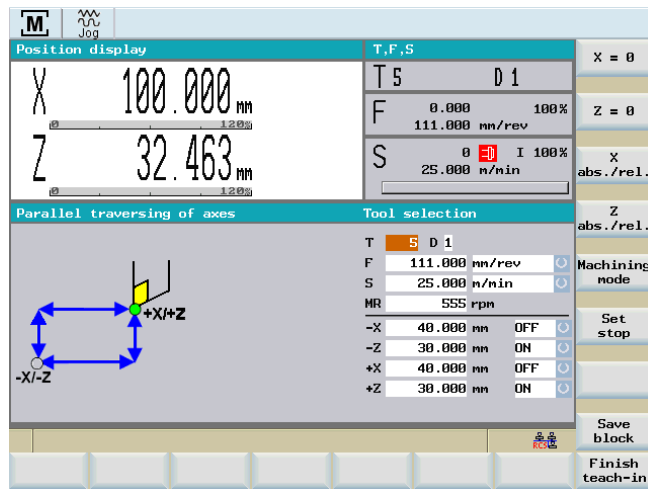 M
Jog
Position display
X 100.000 mm
0 120%
Z 32.463 mm
0 120%
T,F,S
T 5 D 1
F 0.000 100%
111.000 mm/rev
S 0 I 100%
25.000 m/min
Parallel traversing of axes
+X/+Z
-X/-Z
Tool selection
T 5 D 1
F 111.000 mm/rev
S 25.000 m/min
MR 555 rpm
-X 40.000 mm OFF
-Z 30.000 mm ON
+X 40.000 mm OFF
+Z 30.000 mm ON
RCS
X = 0
Z = 0
X
abs./rel.
Z
abs./rel.
Machining
mode
Set
stop
Save
block
Finish
teach-in